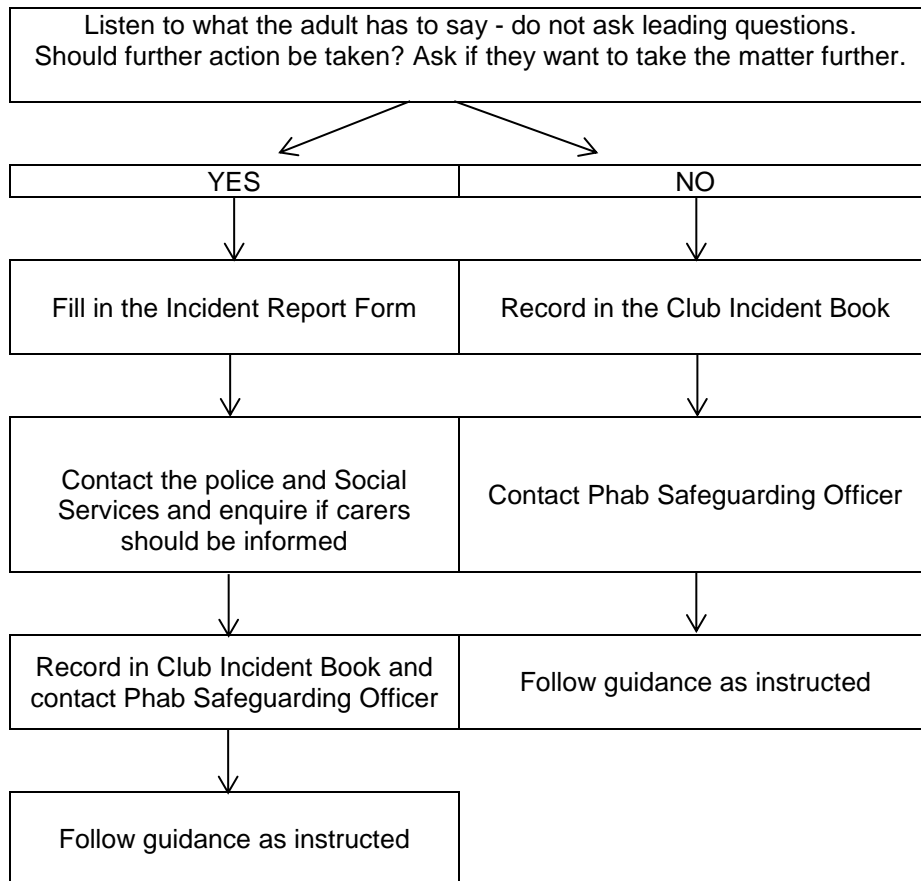 Listen to what the adult has to say - do not ask leading questions.
Should further action be taken? Ask if they want to take the matter further.
YES
NO
Fill in the Incident Report Form
Record in the Club Incident Book
Contact the police and Social
Services and enquire if carers
should be informed
Contact Phab Safeguarding Officer
Record in Club Incident Book and
contact Phab Safeguarding Officer
Follow guidance as instructed
Follow guidance as instructed